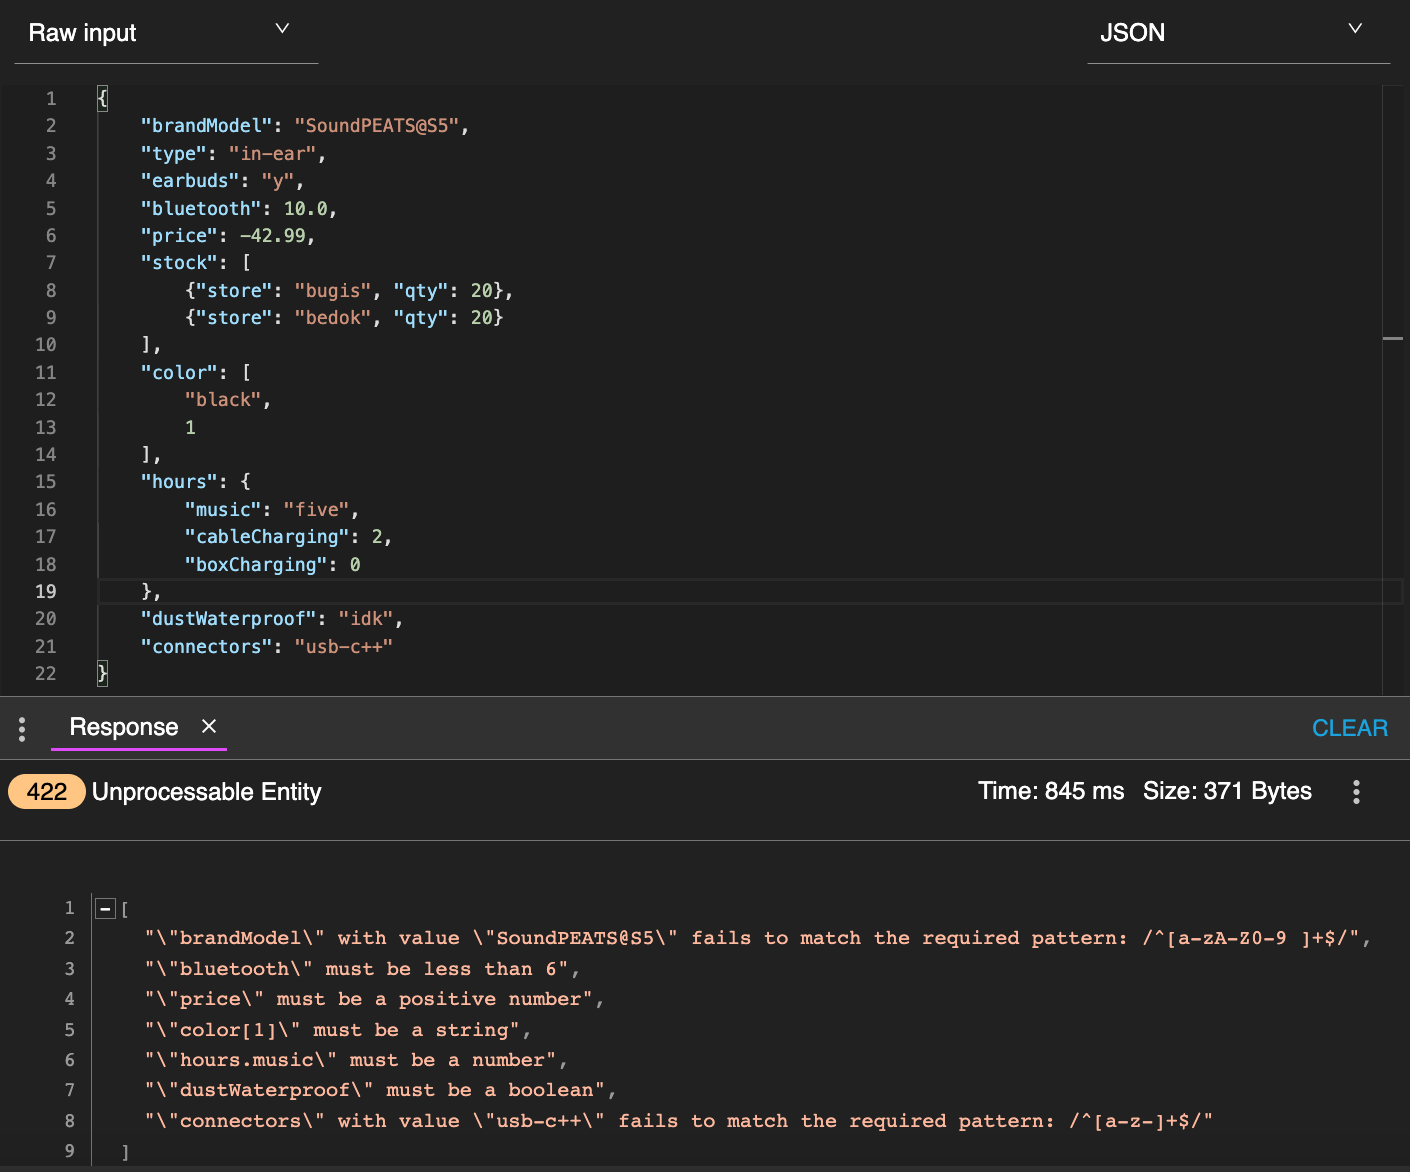 Raw input
JSON
1 {
2 "brandModel": "SoundPEATS@S5",
3 "type": "in-ear",
4 "earbuds": "y",
5 "bluetooth": 10.0,
6 "price": -42.99,
7 "stock": [
8 {"store": "bugis", "qty": 20},
9 {"store": "bedok", "qty": 20}
10 ],
11 "color": [
12 "black",
13 1
14 ],
15 "hours": {
16 "music": "five",
17 "cableCharging": 2,
18 "boxCharging": 0
19 },
20 "dustWaterproof": "idk",
21 "connectors": "usb-c++"
22 }
Response
CLEAR
422 Unprocessable Entity
Time: 845 ms Size: 371 Bytes
1 [
2 "\"brandModel\" with value \"SoundPEATS@S5\" fails to match the required pattern: /^[a-zA-Z0-9 ]+$/",
3 "\"bluetooth\" must be less than 6",
4 "\"price\" must be a positive number",
5 "\"color[1]\" must be a string",
6 "\"hours.music\" must be a number",
7 "\"dustWaterproof\" must be a boolean",
8 "\"connectors\" with value \"usb-c++\" fails to match the required pattern: /^[a-z-]+$/"
9 ]